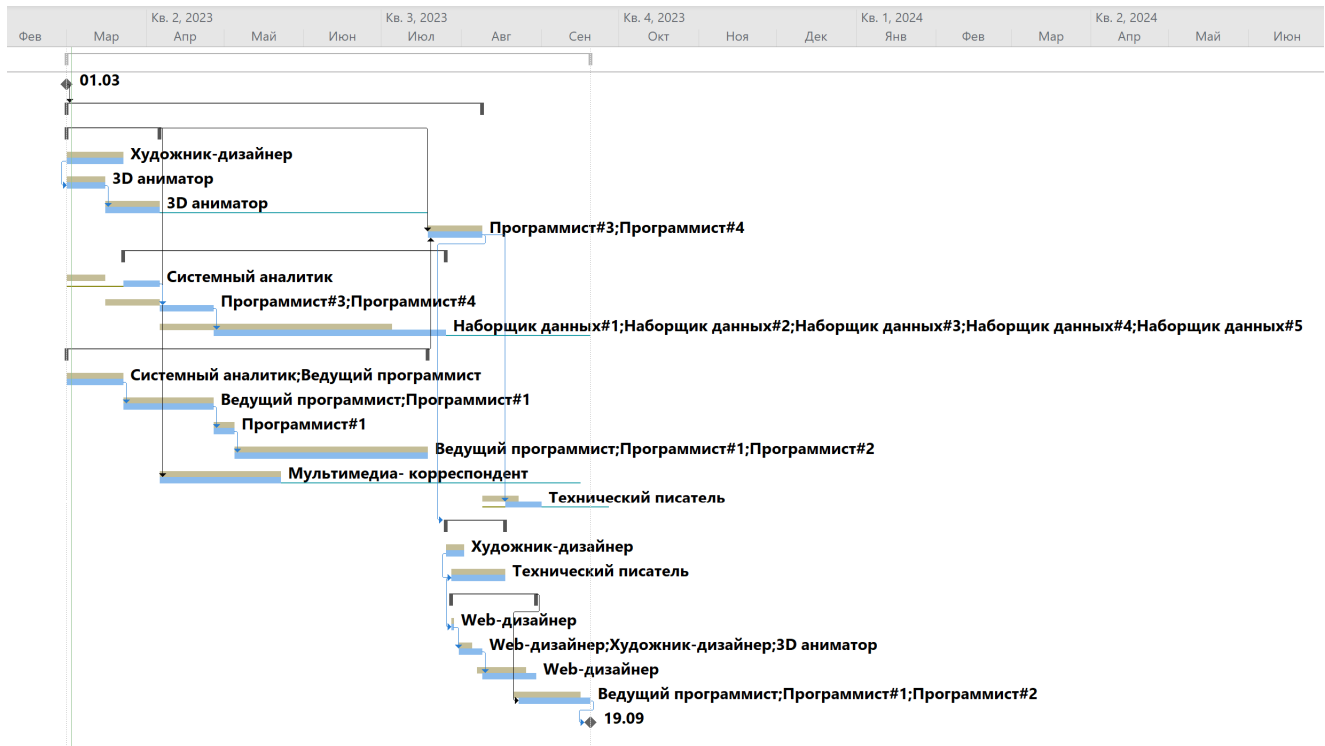 Кв. 2, 2023 Кв. 3, 2023 Кв. 4, 2023 Кв. 1, 2024 Кв. 2, 2024
Фев Мар Апр Май Июн Июл Авг Сен Окт Ноя Дек Янв Фев Мар Апр Май Июн
01.03
Художник-дизайнер
3D аниматор
3D аниматор
Программист#3;Программист#4
Системный аналитик
Программист#3;Программист#4
Наборщик данных#1;Наборщик данных#2;Наборщик данных#3;Наборщик данных#4;Наборщик данных#5
Системный аналитик;Ведущий программист
Ведущий программист;Программист#1
Программист#1
Ведущий программист;Программист#1;Программист#2
Мультимедиа- корреспондент
Технический писатель
Художник-дизайнер
Технический писатель
Web-дизайнер
Web-дизайнер;Художник-дизайнер;3D аниматор
Web-дизайнер
Ведущий программист;Программист#1;Программист#2
19.09